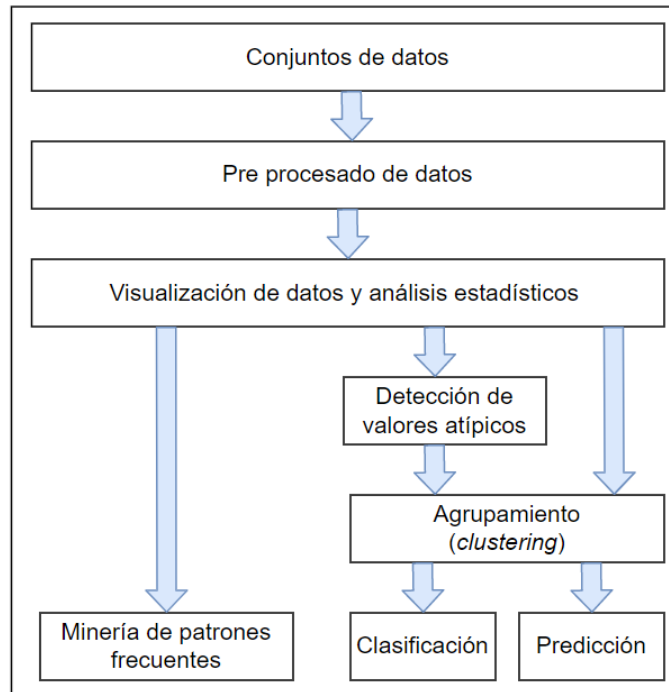 Conjuntos de datos
Pre procesado de datos
Visualización de datos y análisis estadísticos
Detección de
valores atípicos
Agrupamiento
(clustering)
Minería de patrones
frecuentes
Clasificación
Predicción